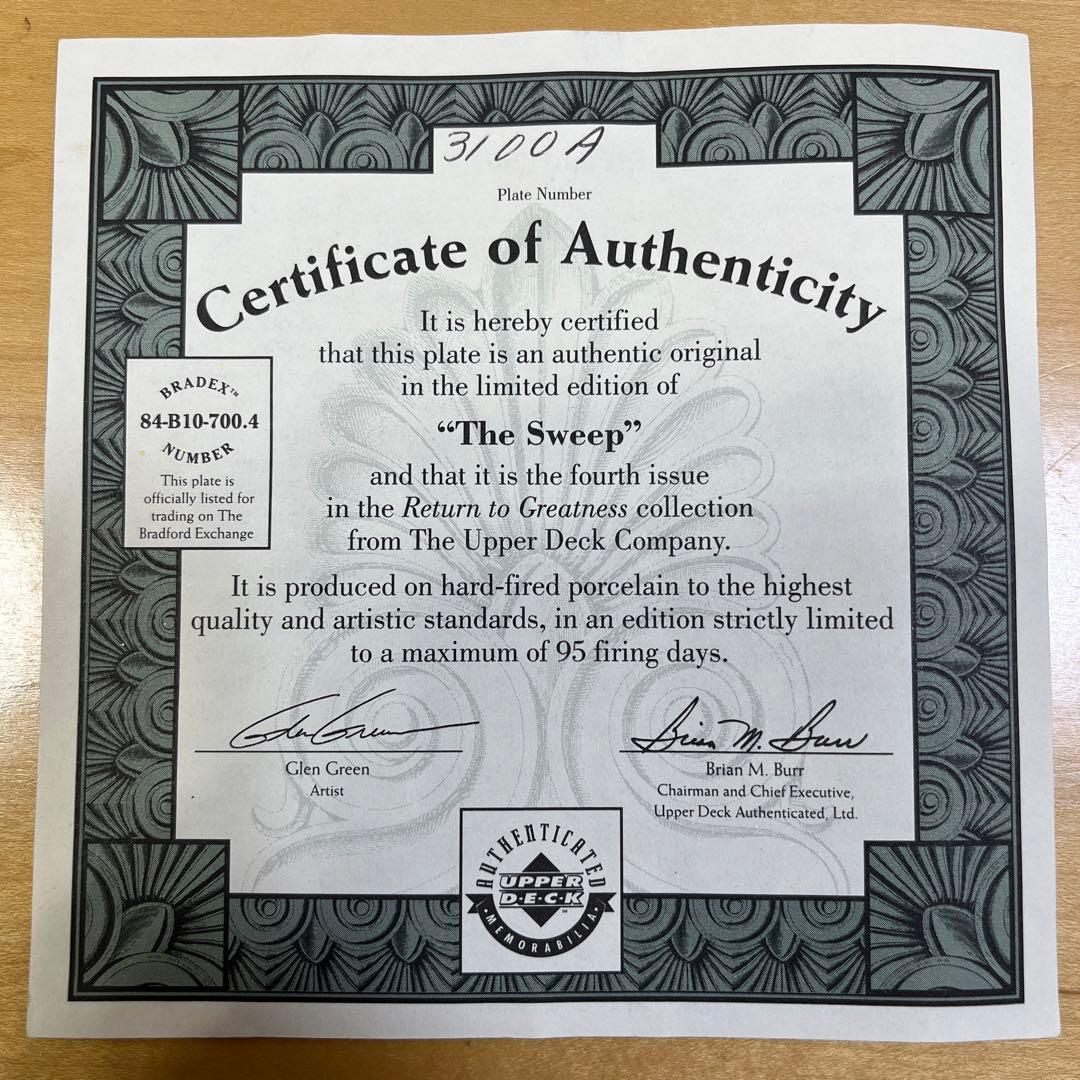 3100A
Plate Number
Certificate of Authenticity
It is hereby certified
that this plate is an authentic original
in the limited edition of
“The Sweep”
and that it is the fourth issue
in the Return to Greatness collection
from The Upper Deck Company.
It is produced on hard-fired porcelain to the highest
quality and artistic standards, in an edition strictly limited
to a maximum of 95 firing days.
BRADEX™
84-B10-700.4
NUMBER
This plate is
officially listed for
trading on The
Bradford Exchange
Glen Green
Glen Green
Artist
Brian M. Burr
Brian M. Burr
Chairman and Chief Executive,
Upper Deck Authenticated, Ltd.
AUTHENTICATED
UPPER
D·E·C·K™
·MEMORABILIA·